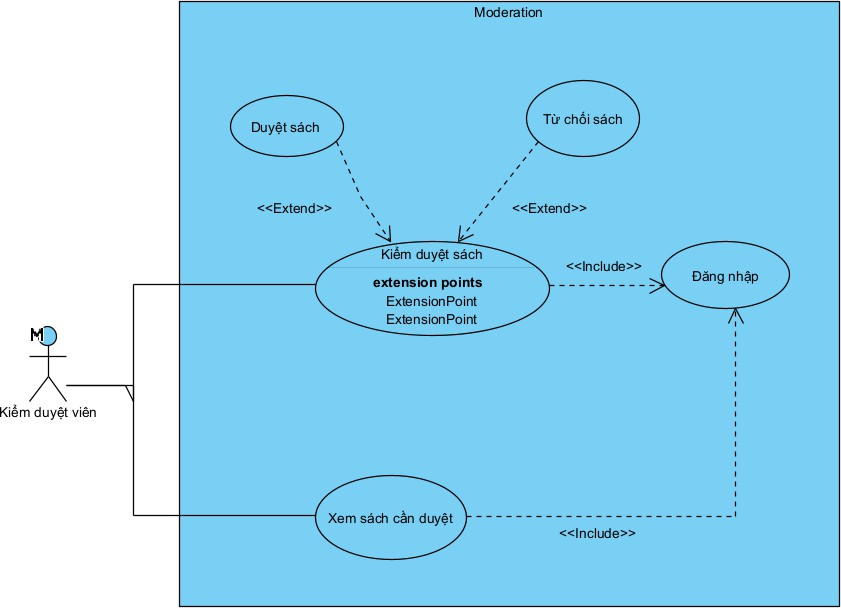 Moderation
Duyệt sách
Từ chối sách
<<Extend>>
<<Extend>>
Kiểm duyệt sách
extension points
ExtensionPoint
ExtensionPoint
<<Include>>
Đăng nhập
M
Kiểm duyệt viên
Xem sách cần duyệt
<<Include>>